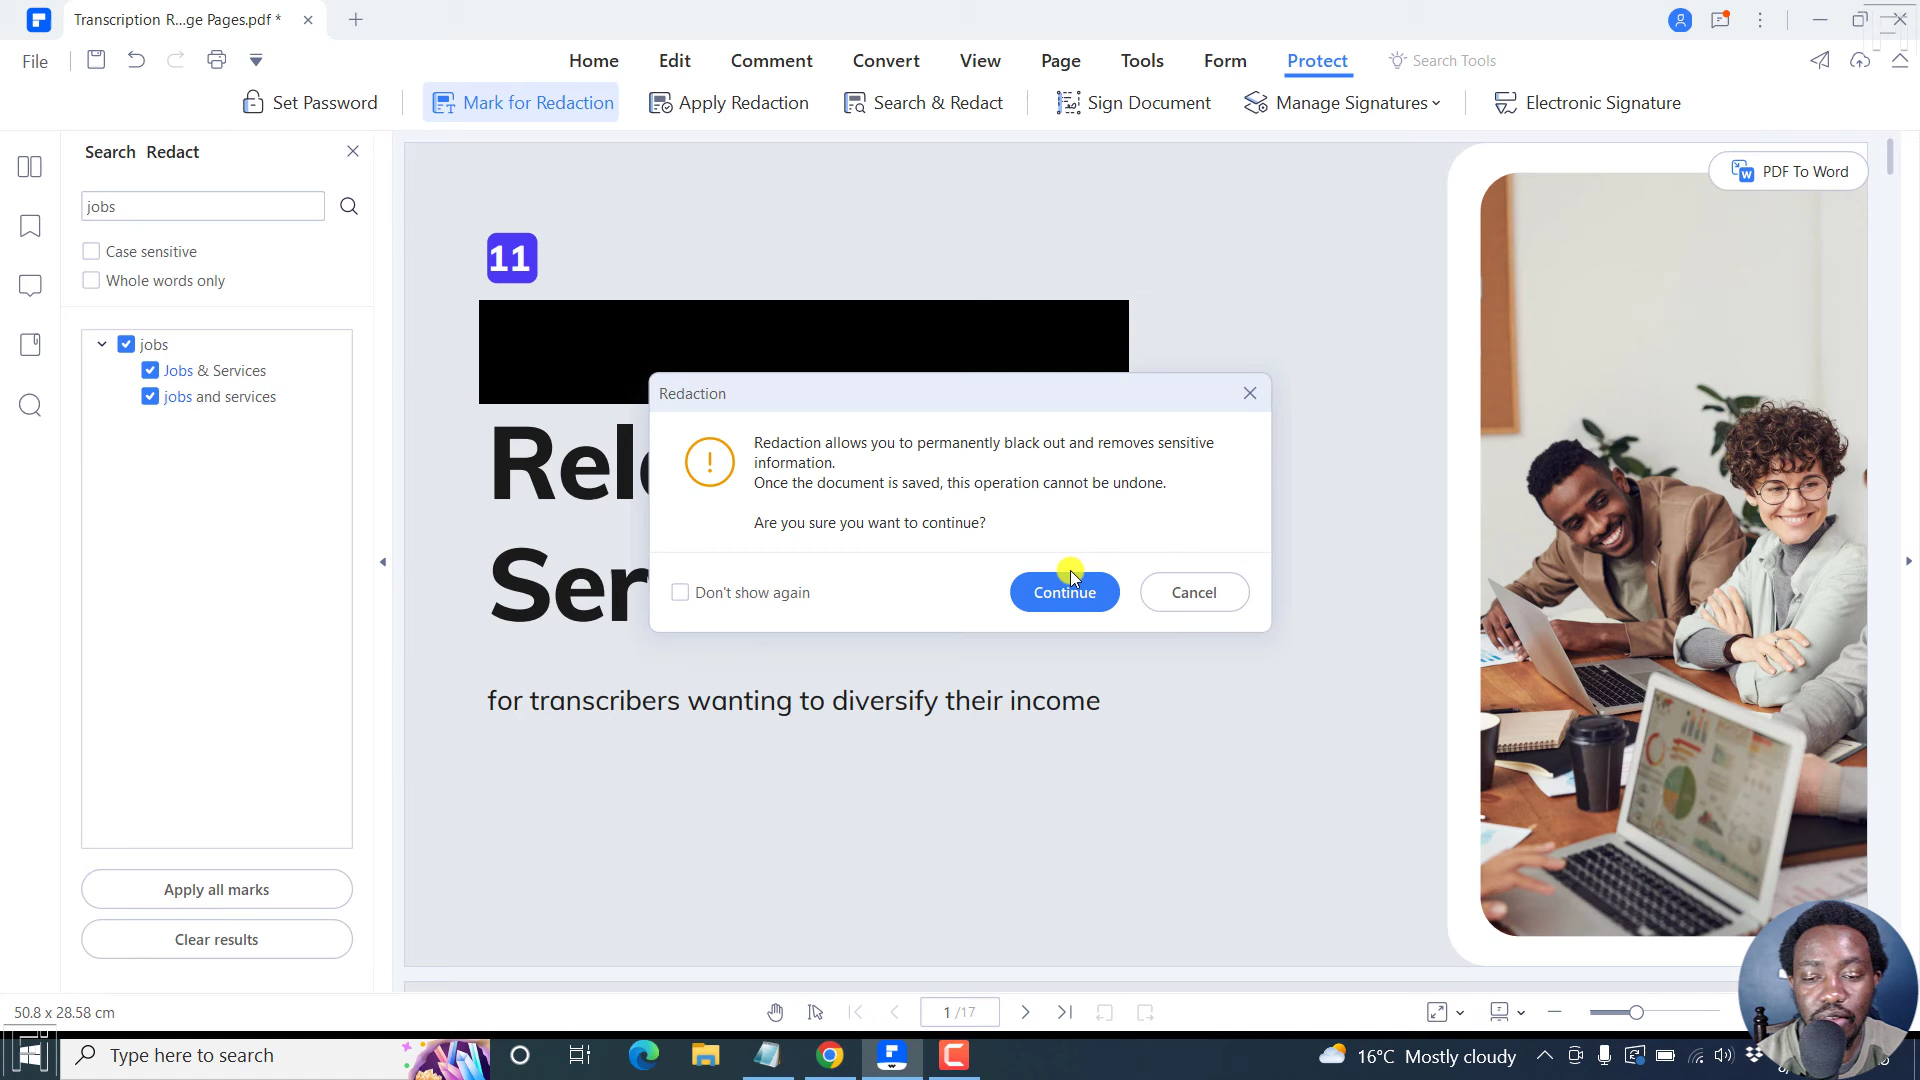 Transcription R...ge Pages.pdf *
File
Home
Edit
Comment
Convert
View
Page
Tools
Form
Protect
Search Tools
Set Password
Mark for Redaction
Apply Redaction
Search & Redact
Sign Document
Manage Signatures
Electronic Signature
Search Redact
jobs
Case sensitive
Whole words only
jobs
Jobs & Services
jobs and services
Apply all marks
Clear results
PDF To Word
11
Rel
Ser
for transcribers wanting to diversify their income
Redaction
Redaction allows you to permanently black out and removes sensitive
information.
Once the document is saved, this operation cannot be undone.
Are you sure you want to continue?
Don't show again
Continue
Cancel
50.8 x 28.58 cm
1 /17
Type here to search
16°C Mostly cloudy